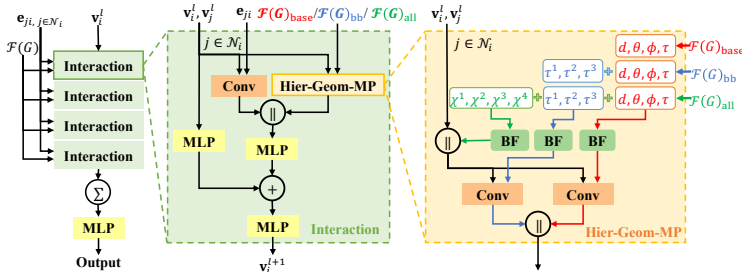 e_{ji, j∈N_i}
v_i^l
F(G)
Interaction
Interaction
Interaction
Interaction
Σ
MLP
Output
v_i^l, v_j^l
e_{ji} F(G)_base/F(G)_bb/F(G)_all
j ∈ N_i
Conv
Hier-Geom-MP
||
MLP
MLP
+
MLP
Interaction
v_i^{l+1}
v_i^l, v_j^l
j ∈ N_i
d, θ, ϕ, τ
F(G)_base
τ^1, τ^2, τ^3 + d, θ, ϕ, τ
F(G)_bb
χ^1, χ^2, χ^3, χ^4 + τ^1, τ^2, τ^3 + d, θ, ϕ, τ
F(G)_all
||
BF BF BF
Conv Conv
||
Hier-Geom-MP